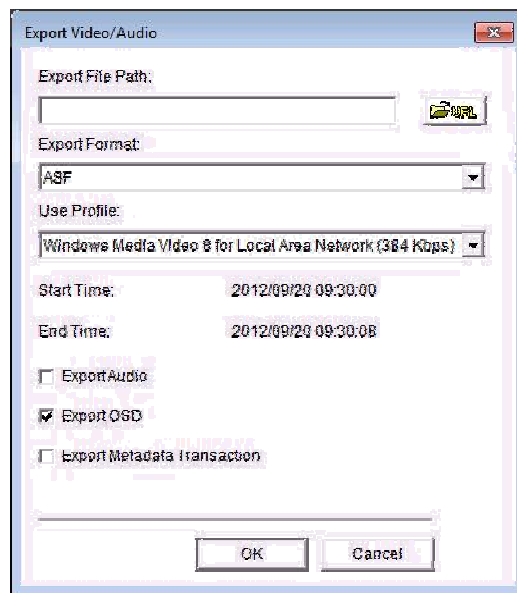 Export Video/Audio
Export File Path:
URL
Export Format:
ASF
Use Profile:
Windows Media Video 8 for Local Area Network (384 Kbps)
Start Time: 2012/09/20 09:30:00
End Time: 2012/09/20 09:30:08
Export Audio
Export OSD
Export Metadata Transaction
OK Cancel